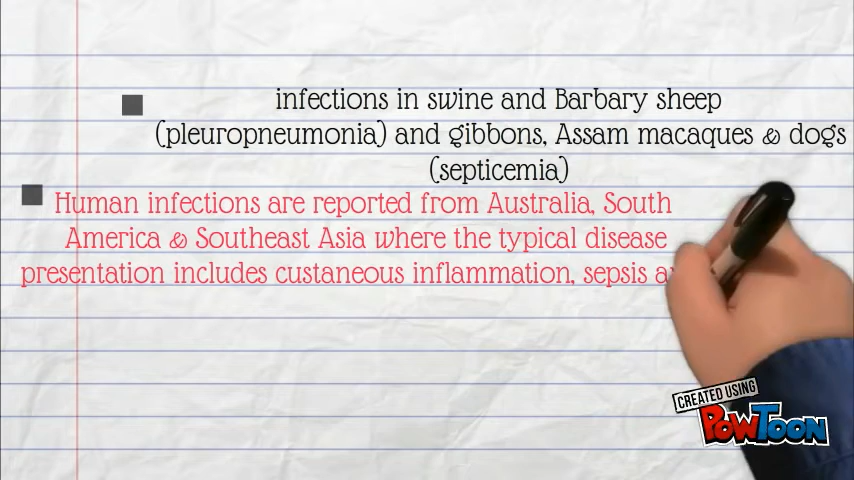 infections in swine and Barbary sheep
(pleuropneumonia) and gibbons, Assam macaques & dogs
(septicemia)
Human infections are reported from Australia, South
America & Southeast Asia where the typical disease
presentation includes custaneous inflammation, sepsis
CREATED USING
POWTOON